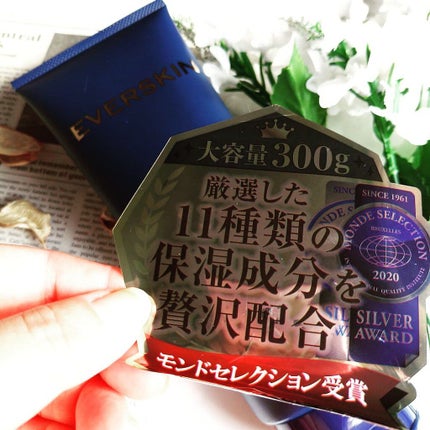 EVERSKIN
大容量300g
厳選した
11種類の
保湿成分を
贅沢配合
モンドセレクション受賞
SINCE 1961
MONDE SELECTION
BRUXELLES
2020
SILVER
AWARD